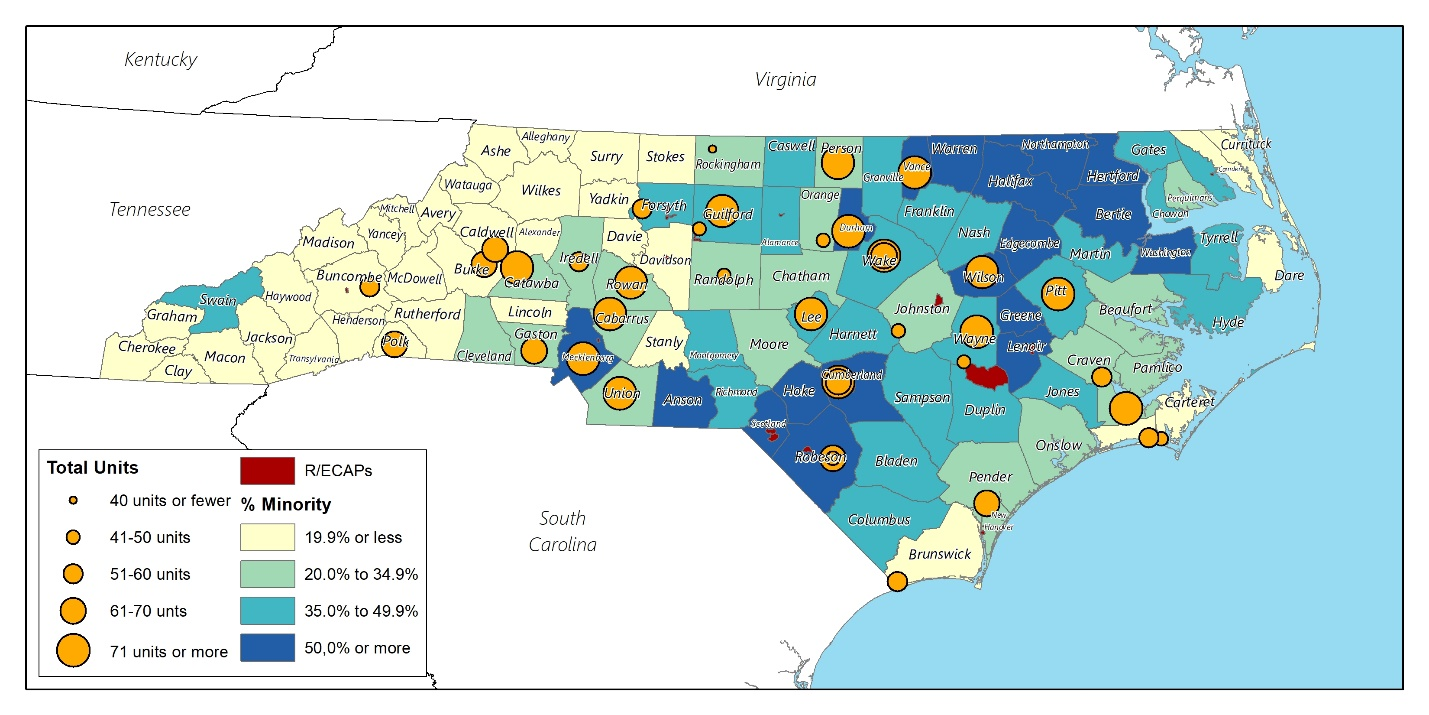 Kentucky
Virginia
Tennessee
South
Carolina
Ashe
Alleghany
Surry
Stokes
Rockingham
Caswell
Person
Granville
Vance
Warren
Northampton
Gates
Currituck
Camden
Halifax
Hertford
Perquimans
Chowan
Watauga
Wilkes
Yadkin
Forsyth
Guilford
Alamance
Orange
Durham
Franklin
Nash
Edgecombe
Bertie
Martin
Washington
Tyrrell
Dare
Mitchell
Avery
Yancey
Madison
Caldwell
Alexander
Davie
Iredell
Davidson
Randolph
Chatham
Wake
Wilson
Pitt
Beaufort
Hyde
Buncombe
McDowell
Burke
Catawba
Rowan
Swain
Haywood
Graham
Henderson
Rutherford
Lincoln
Cabarrus
Lee
Harnett
Johnston
Greene
Wayne
Lenoir
Craven
Pamlico
Cherokee
Jackson
Macon
Clay
Transylvania
Polk
Cleveland
Gaston
Mecklenburg
Stanly
Montgomery
Moore
Union
Anson
Richmond
Hoke
Cumberland
Sampson
Duplin
Jones
Carteret
Scotland
Robeson
Bladen
Onslow
Pender
New
Hanover
Columbus
Brunswick
Total Units
40 units or fewer
41-50 units
51-60 units
61-70 unts
71 units or more
R/ECAPs
% Minority
19.9% or less
20.0% to 34.9%
35.0% to 49.9%
50,0% or more